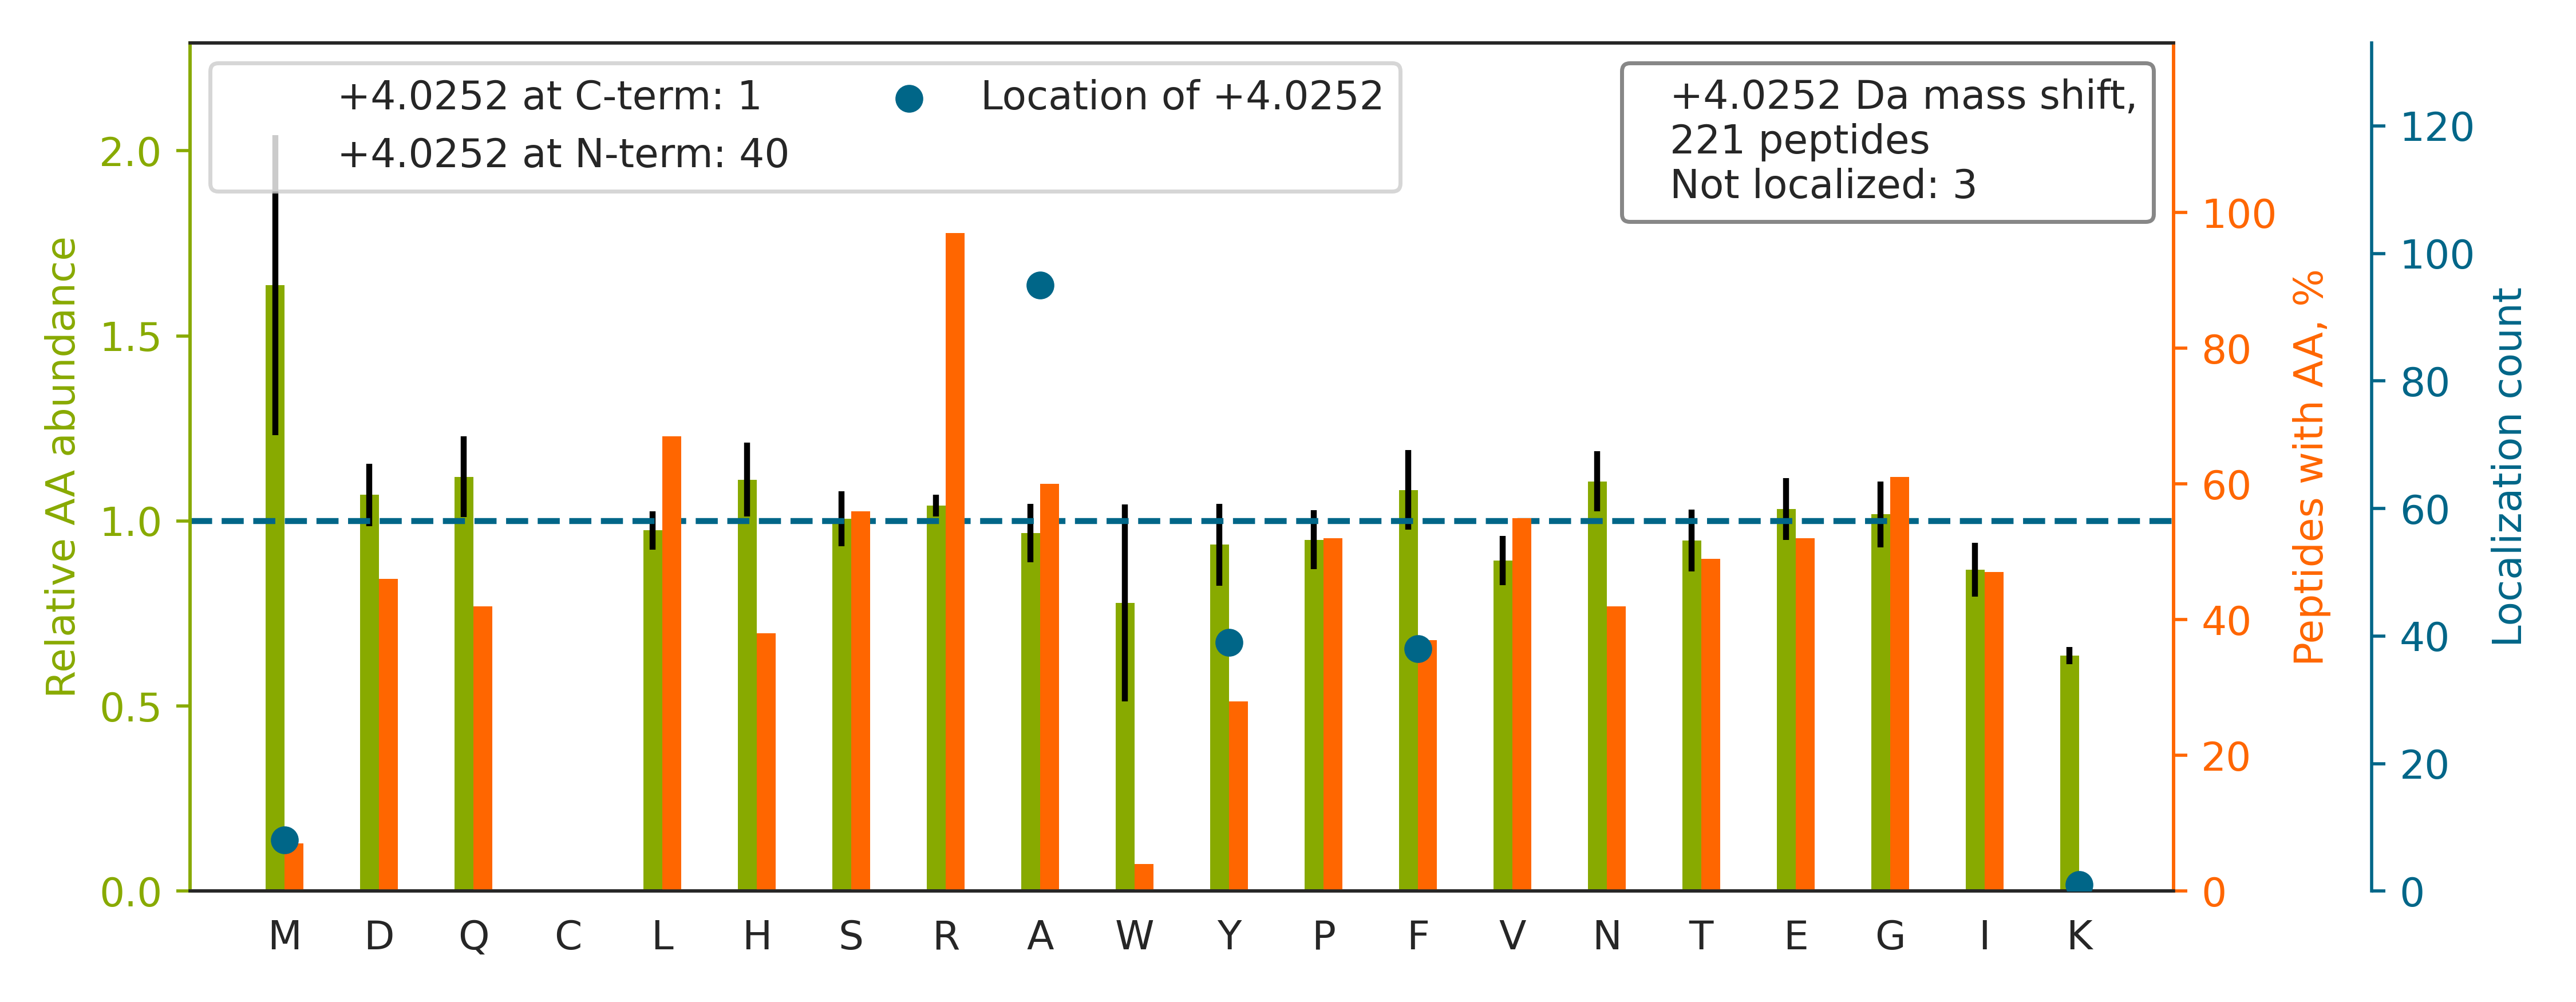 +4.0252 at C-term: 1
+4.0252 at N-term: 40
Location of +4.0252
+4.0252 Da mass shift,
221 peptides
Not localized: 3
Relative AA abundance
2.0
1.5
1.0
0.5
0.0
M D Q C L H S R A W Y P F V N T E G I K
100
80
60
40
20
0
Peptides with AA, %
120
100
80
60
40
20
0
Localization count